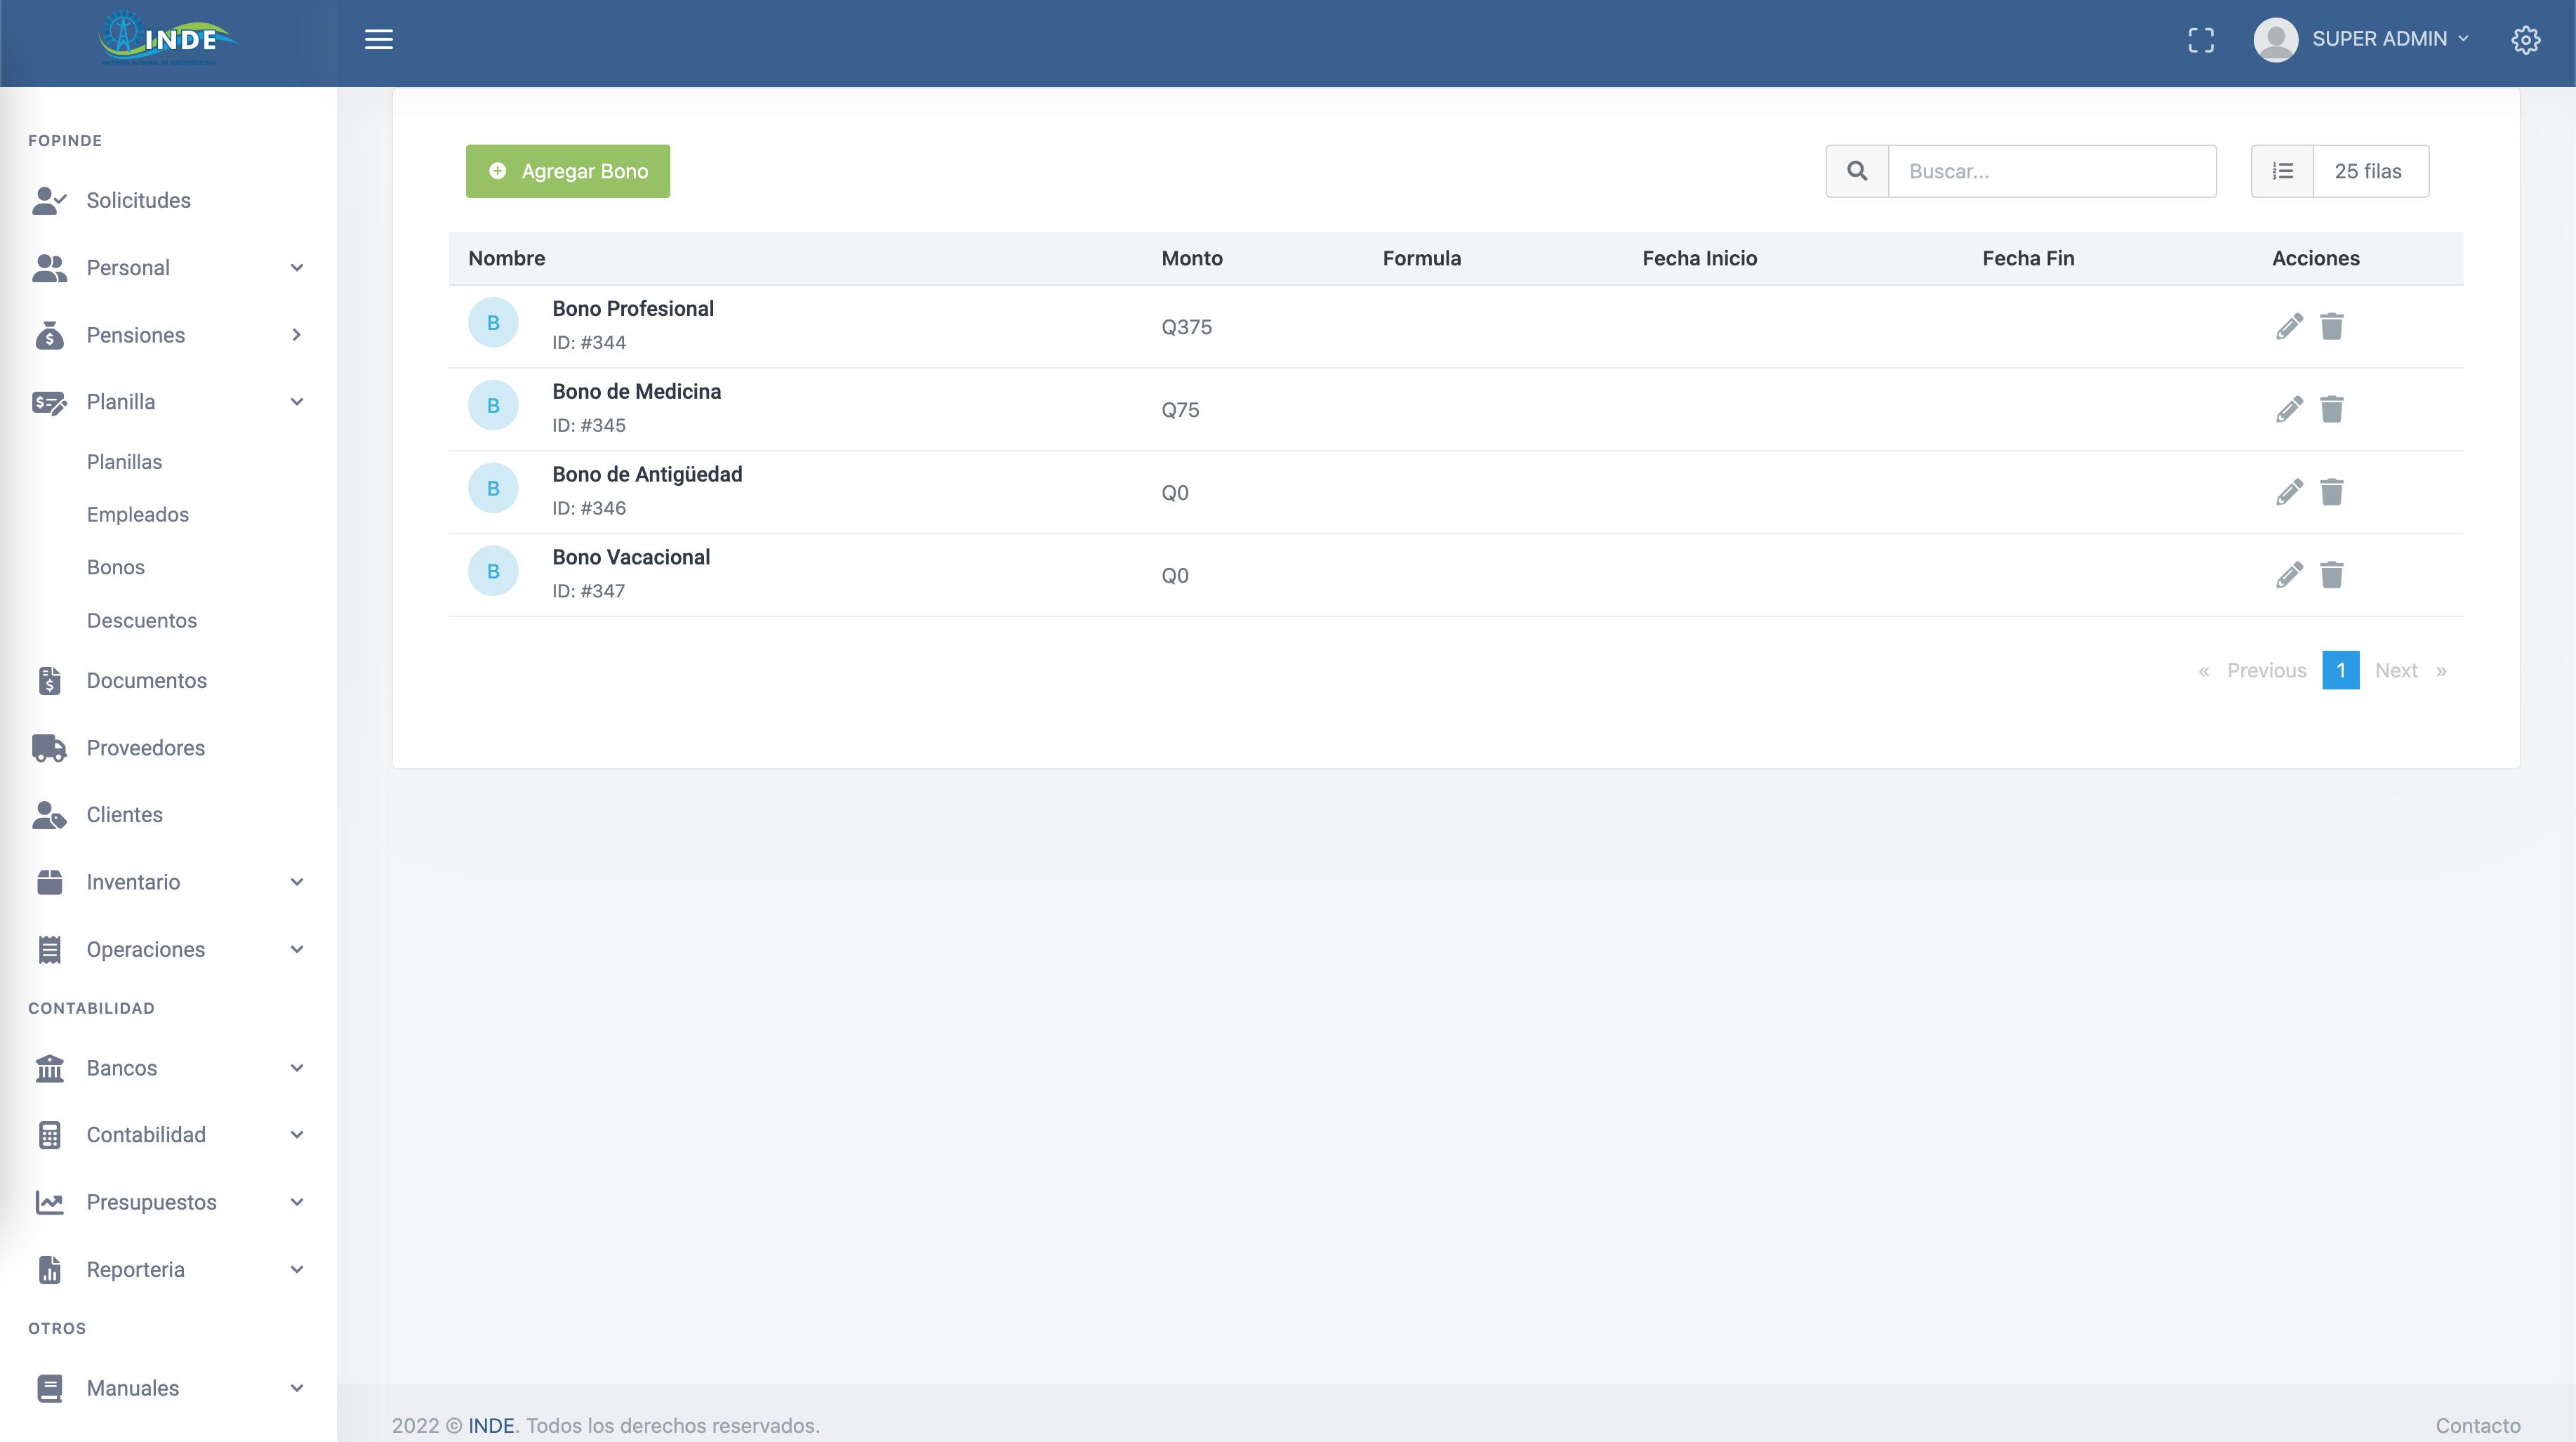 INDE
SUPER ADMIN
FOPINDE
Solicitudes
Personal
Pensiones
Planilla
Planillas
Empleados
Bonos
Descuentos
Documentos
Proveedores
Clientes
Inventario
Operaciones
CONTABILIDAD
Bancos
Contabilidad
Presupuestos
Reporteria
OTROS
Manuales
Agregar Bono
Buscar...
25 filas
Nombre Monto Formula Fecha Inicio Fecha Fin Acciones
B Bono Profesional
ID: #344
Q375
B Bono de Medicina
ID: #345
Q75
B Bono de Antigüedad
ID: #346
Q0
B Bono Vacacional
ID: #347
Q0
« Previous 1 Next »
2022 © INDE. Todos los derechos reservados.
Contacto